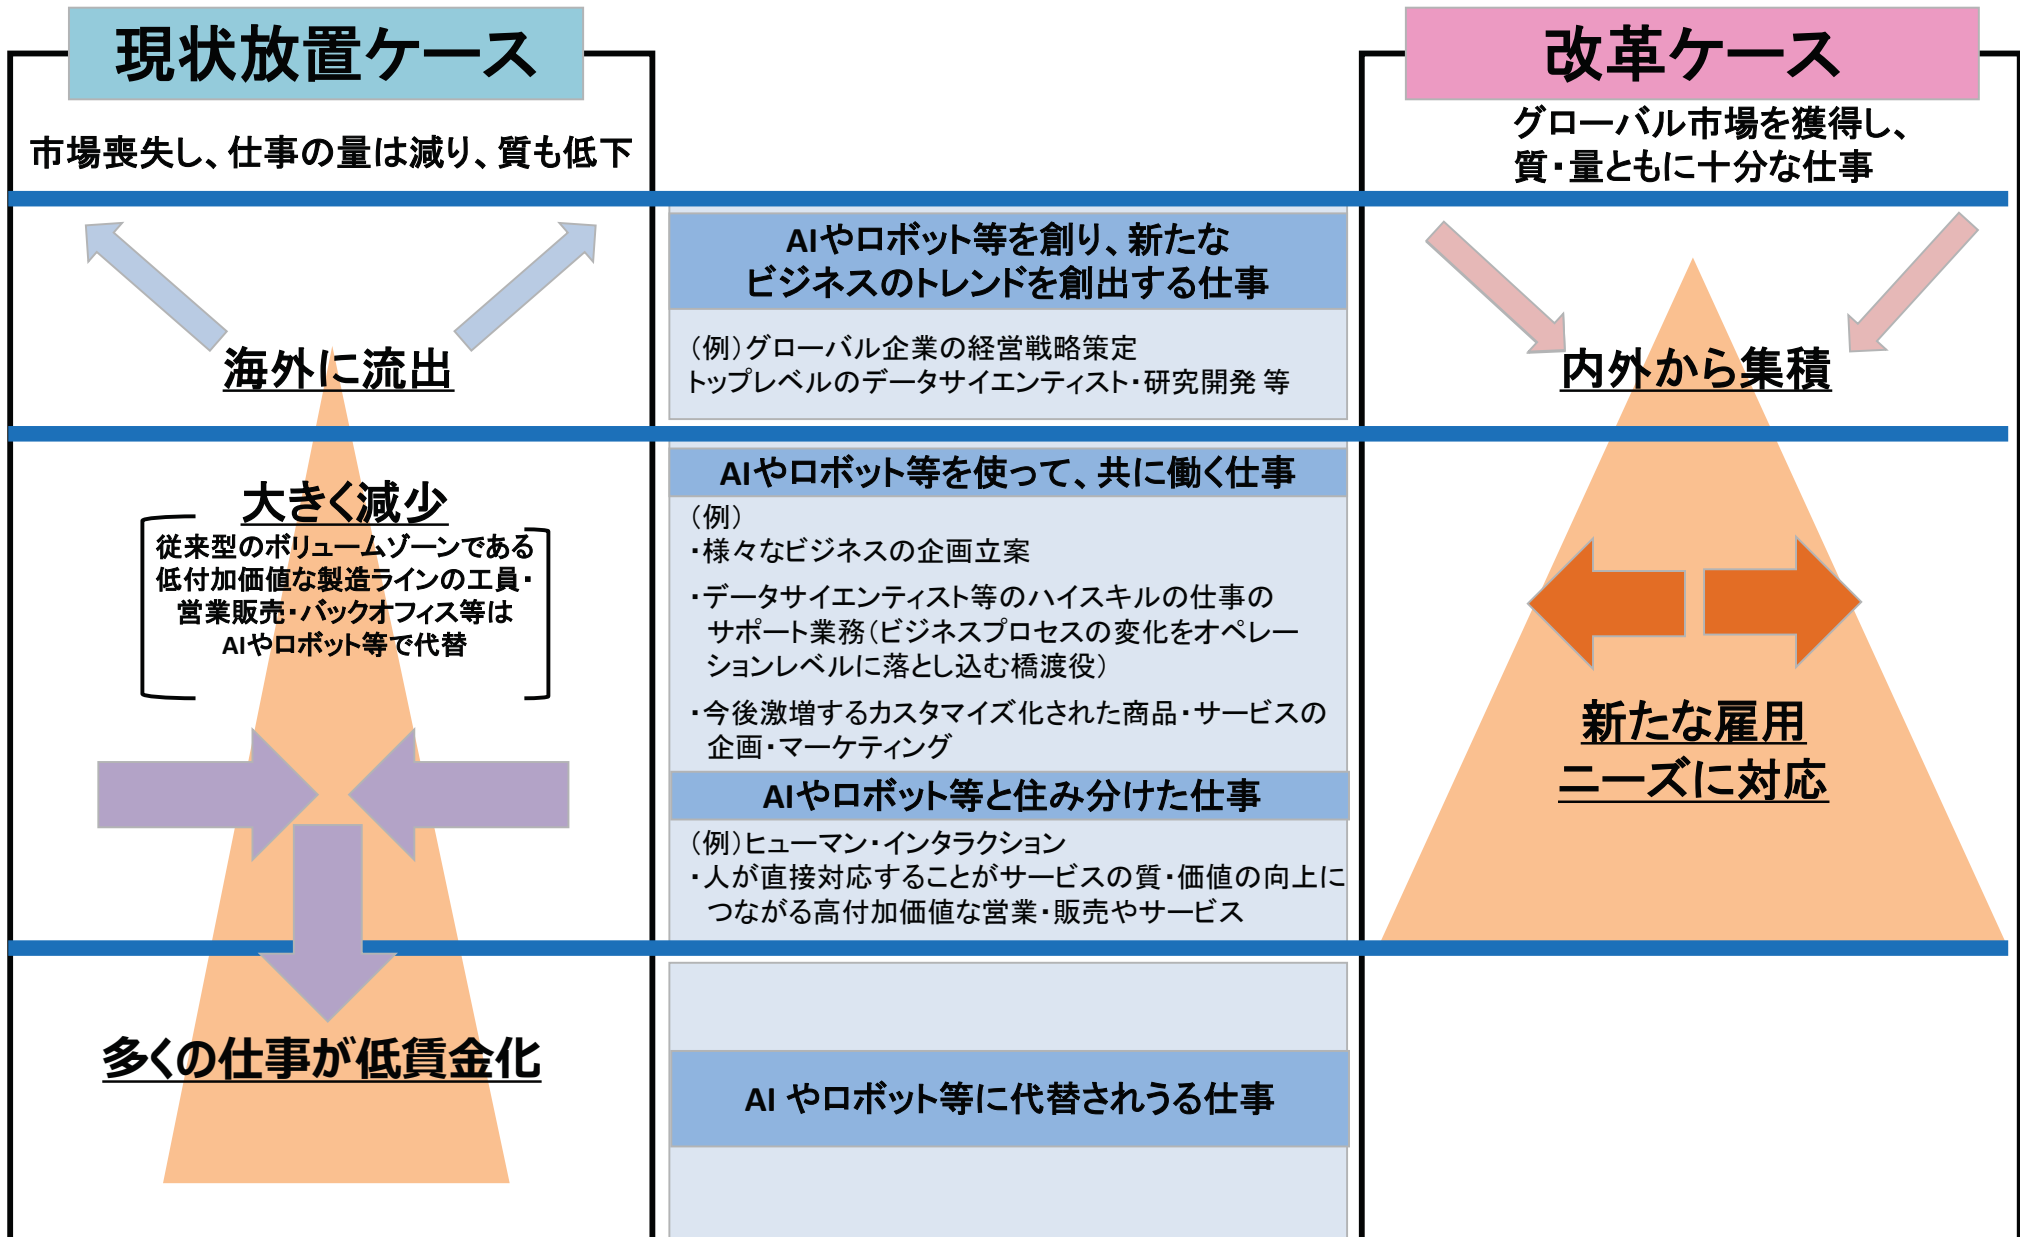 現状放置ケース
市場喪失し、仕事の量は減り、質も低下
海外に流出
大きく減少
従来型のボリュームゾーンである
低付加価値な製造ラインの工員・
営業販売・バックオフィス等は
AIやロボット等で代替
多くの仕事が低賃金化
AIやロボット等を創り、新たな
ビジネスのトレンドを創出する仕事
（例）グローバル企業の経営戦略策定
トップレベルのデータサイエンティスト・研究開発 等
AIやロボット等を使って、共に働く仕事
（例）
・様々なビジネスの企画立案
・データサイエンティスト等のハイスキルの仕事の
サポート業務（ビジネスプロセスの変化をオペレー
ションレベルに落とし込む橋渡役）
・今後激増するカスタマイズ化された商品・サービスの
企画・マーケティング
AIやロボット等と住み分けた仕事
（例）ヒューマン・インタラクション
・人が直接対応することがサービスの質・価値の向上に
つながる高付加価値な営業・販売やサービス
AI やロボット等に代替されうる仕事
改革ケース
グローバル市場を獲得し、
質・量ともに十分な仕事
内外から集積
新たな雇用
ニーズに対応